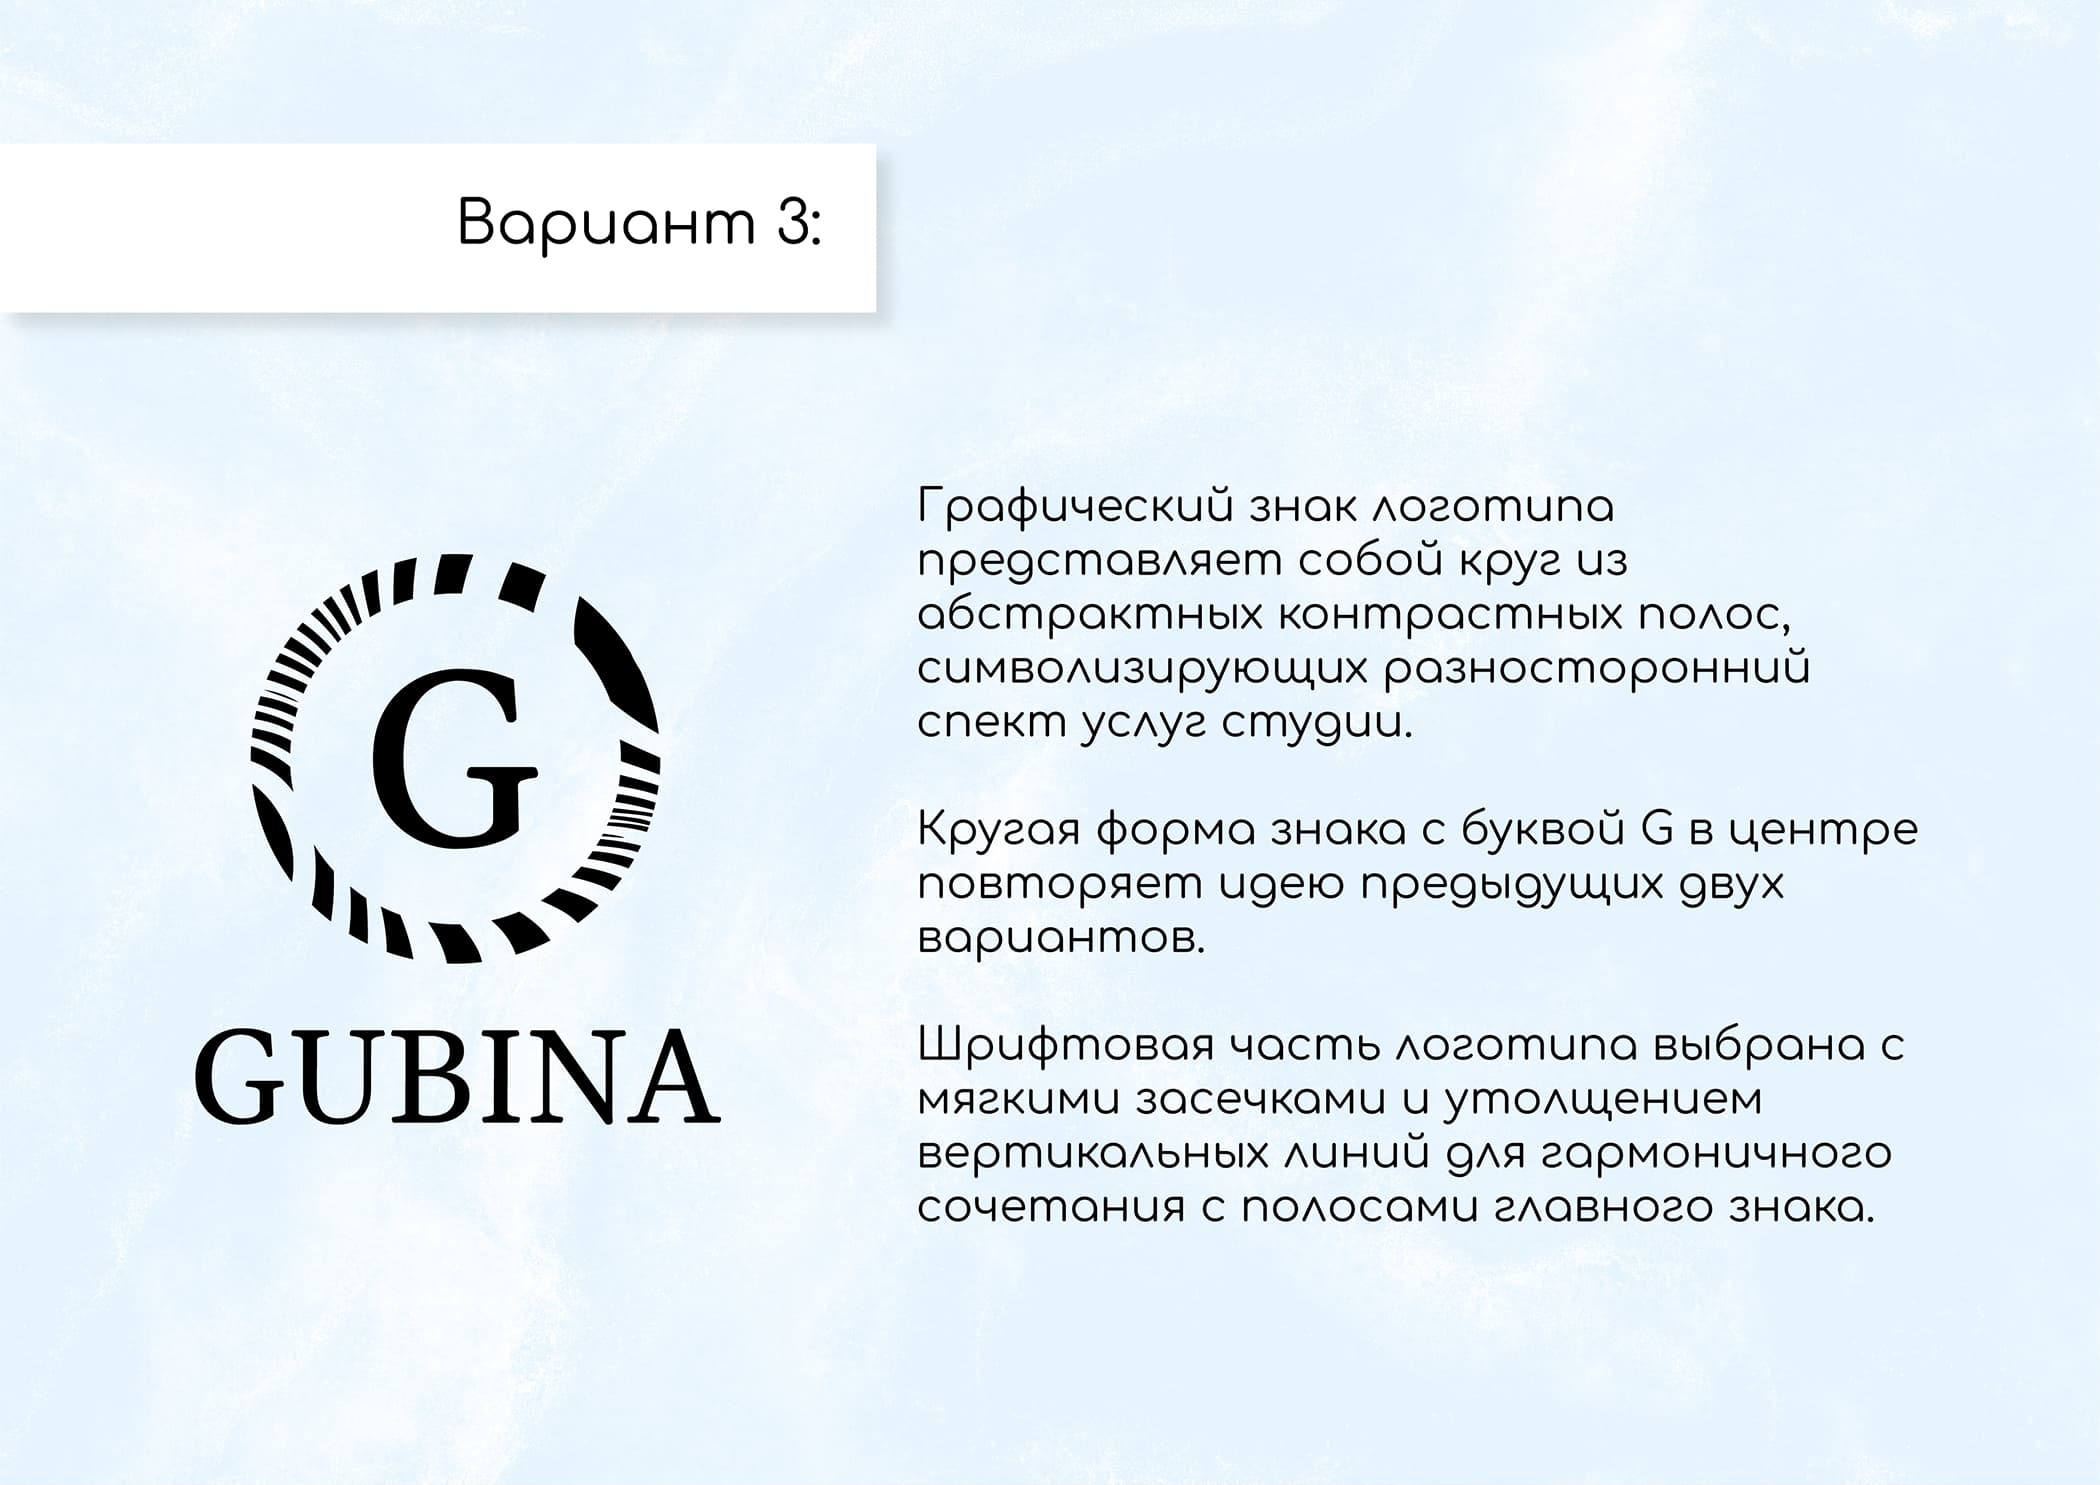 Вариант 3:
G
GUBINA
Графический знак логотипа
представляет собой круг из
абстрактных контрастных полос,
символизирующих разносторонний
спект услуг студии.
Кругая форма знака с буквой G в центре
повторяет идею предыдущих двух
вариантов.
Шрифтовая часть логотипа выбрана с
мягкими засечками и утолщением
вертикальных линий для гармоничного
сочетания с полосами главного знака.